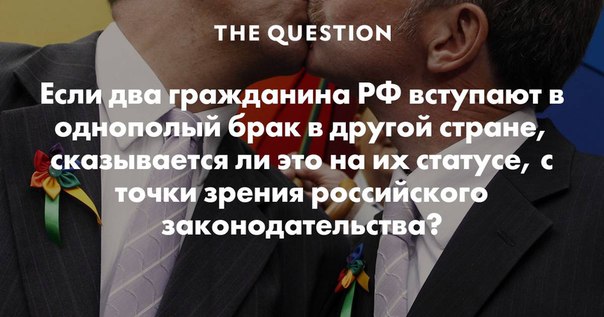 THE QUESTION
Если два гражданина РФ вступают в
однополый брак в другой стране,
сказывается ли это на их статусе, с
точки зрения российского
законодательства?